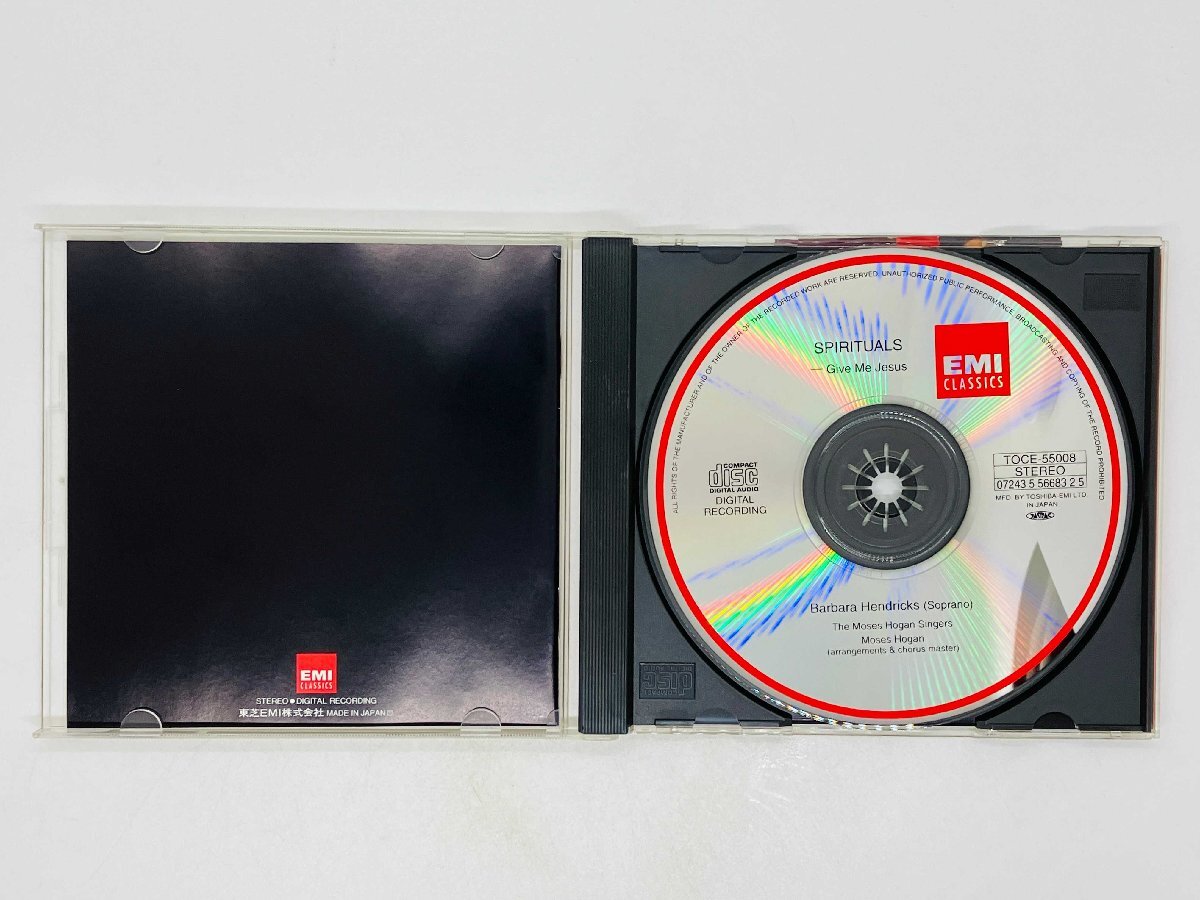 EMI
CLASSICS
STEREO ● DIGITAL RECORDING
東芝EMI株式会社 MADE IN JAPAN
ALL RIGHTS OF THE MANUFACTURER AND OF THE OWNER OF THE RECORDED WORK ARE RESERVED. UNAUTHORIZED PUBLIC PERFORMANCE, BROADCASTING AND COPYING OF THE RECORD PROHIBITED
SPIRITUALS
— Give Me Jesus
EMI
CLASSICS
COMPACT
disc
DIGITAL AUDIO
DIGITAL
RECORDING
TOCE-55008
STEREO
07243 5 56683 2 5
MFD. BY TOSHIBA-EMI LTD.
IN JAPAN
JASRAC
Barbara Hendricks (Soprano)
The Moses Hogan Singers
Moses Hogan
(arrangements & chorus master)